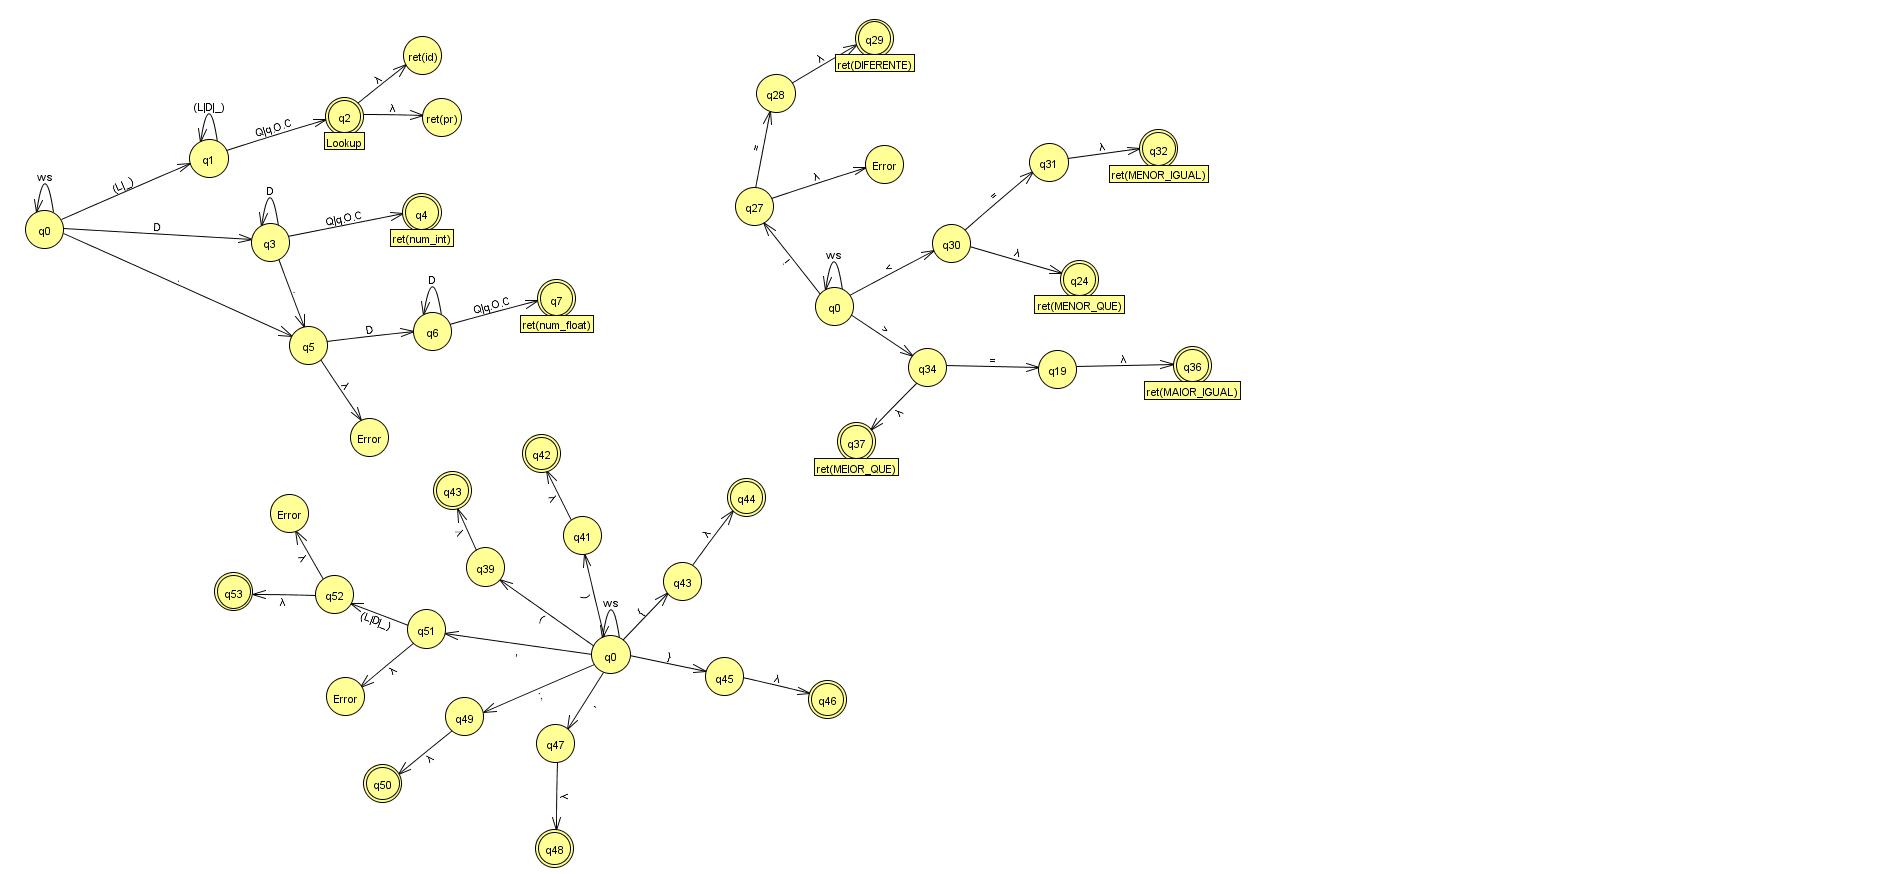 ws
q0
(L|_)
(L|D|_)
q1
Q|q.O.C
q2
Lookup
λ
ret(id)
λ
ret(pr)
D
D
q3
Q|q.O.C
q4
ret(num_int)
.
.
q5
D
D
q6
Q|q.O.C
q7
ret(num_float)
λ
Error
ws
q0
!
q27
=
q28
λ
q29
ret(DIFERENTE)
λ
Error
<
q30
=
q31
λ
q32
ret(MENOR_IGUAL)
λ
q24
ret(MENOR_QUE)
>
q34
=
q19
λ
q36
ret(MAIOR_IGUAL)
λ
q37
ret(MEIOR_QUE)
ws
q0
(
q39
λ
q43
)
q41
λ
q42
{
q43
λ
q44
}
q45
λ
q46
,
q47
λ
q48
;
q49
λ
q50
q51
(L|D|_)
q52
λ
q53
λ
Error
λ
Error